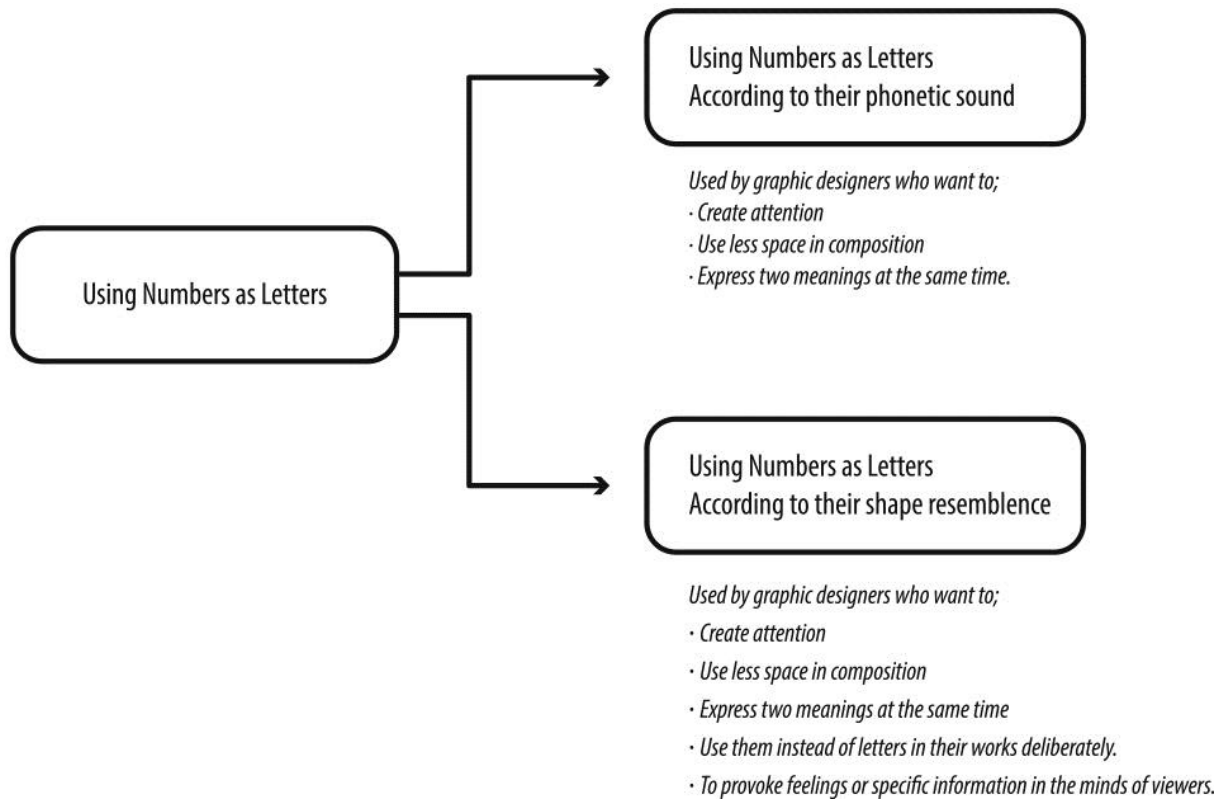 Using Numbers as Letters
Using Numbers as Letters
According to their phonetic sound
Used by graphic designers who want to;
· Create attention
· Use less space in composition
· Express two meanings at the same time.
Using Numbers as Letters
According to their shape resemblence
Used by graphic designers who want to;
· Create attention
· Use less space in composition
· Express two meanings at the same time
· Use them instead of letters in their works deliberately.
· To provoke feelings or specific information in the minds of viewers.